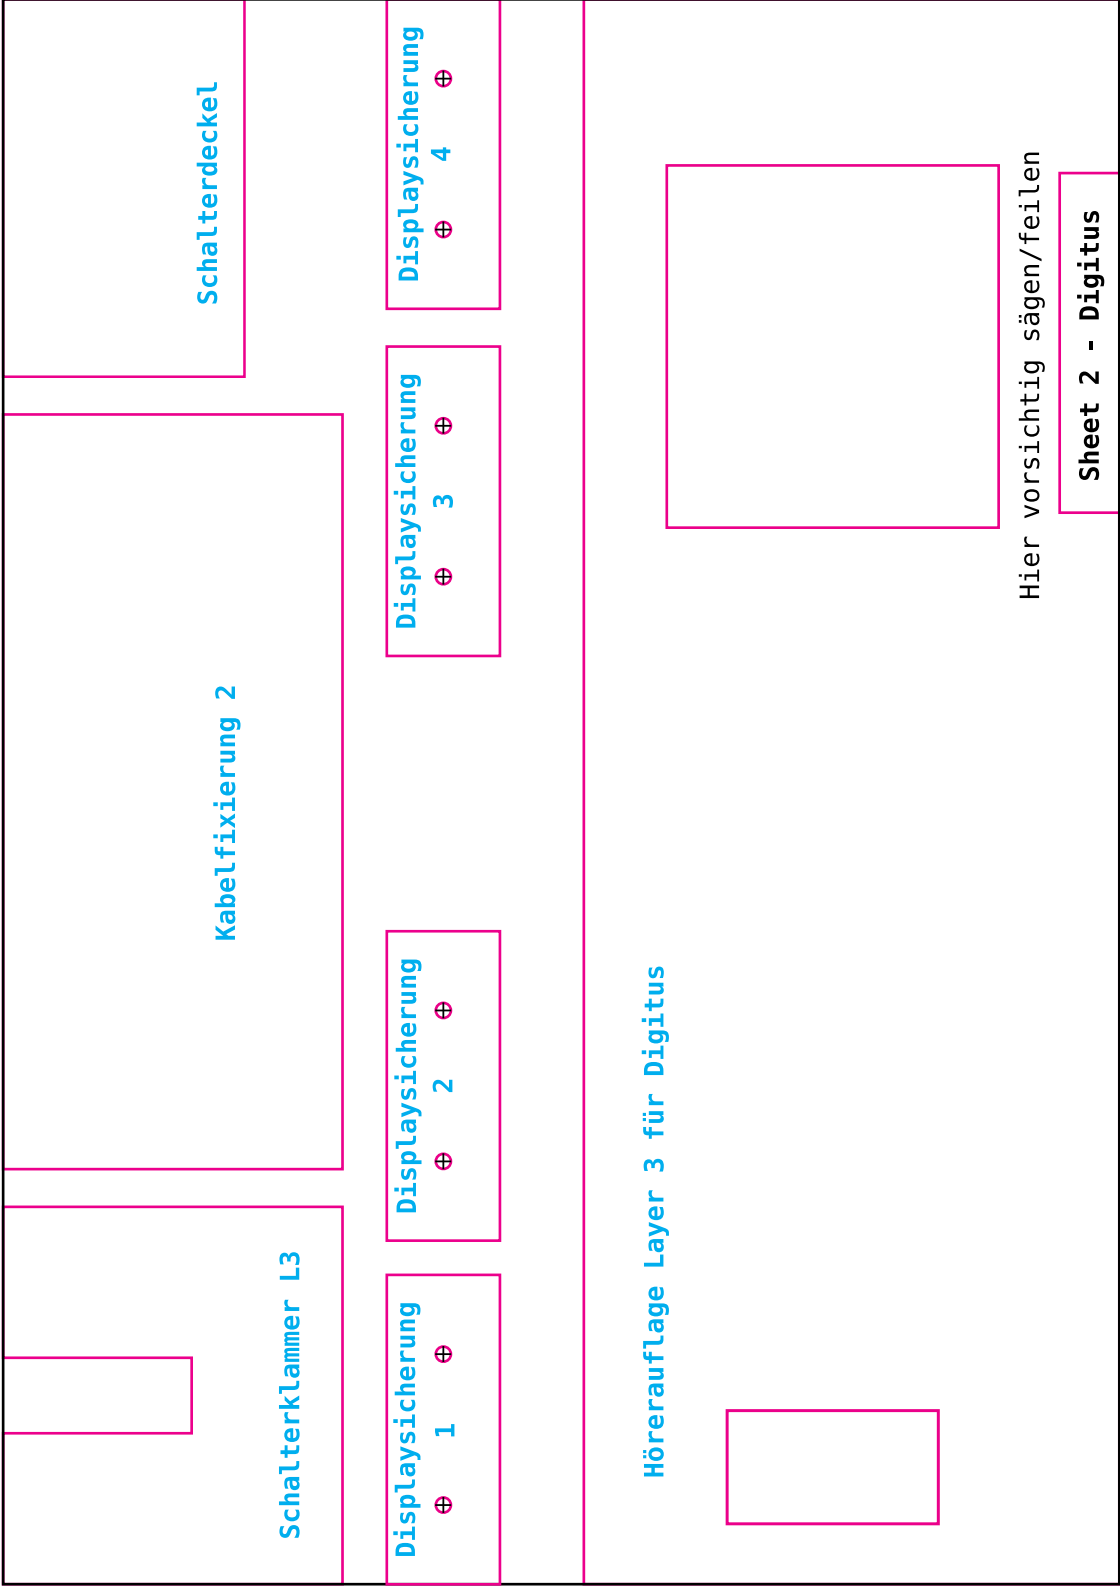 Schalterdeckel
Kabelfixierung 2
Schalterklammer L3
Displaysicherung
4
Displaysicherung
3
Displaysicherung
2
Displaysicherung
1
Hörerauflage Layer 3 für Digitus
Hier vorsichtig sägen/feilen
Sheet 2 - Digitus